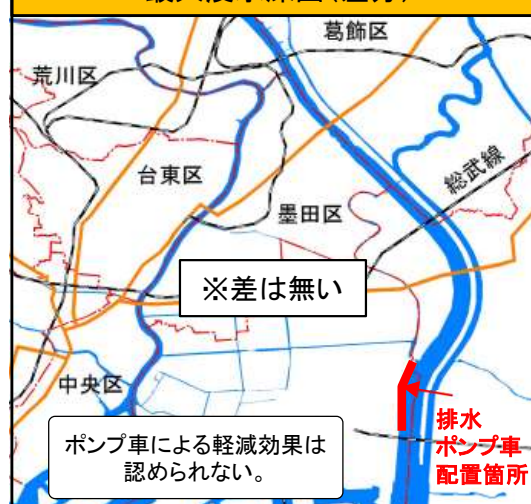 葛飾区
荒川区
台東区
総武線
墨田区
※差は無い
中央区
排水
ポンプ車
配置箇所
ポンプ車による軽減効果は
認められない。